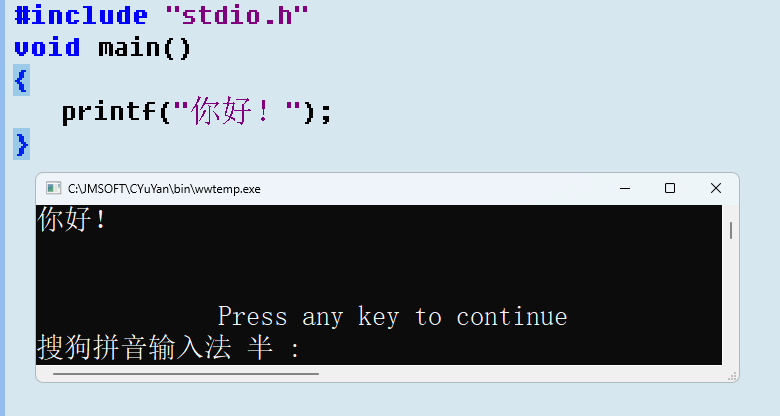 #include "stdio.h"
void main()
{
printf("你好！");
}
C:\JMSOFT\CYuYan\bin\wwtemp.exe
你好！
Press any key to continue
搜狗拼音输入法 半 :